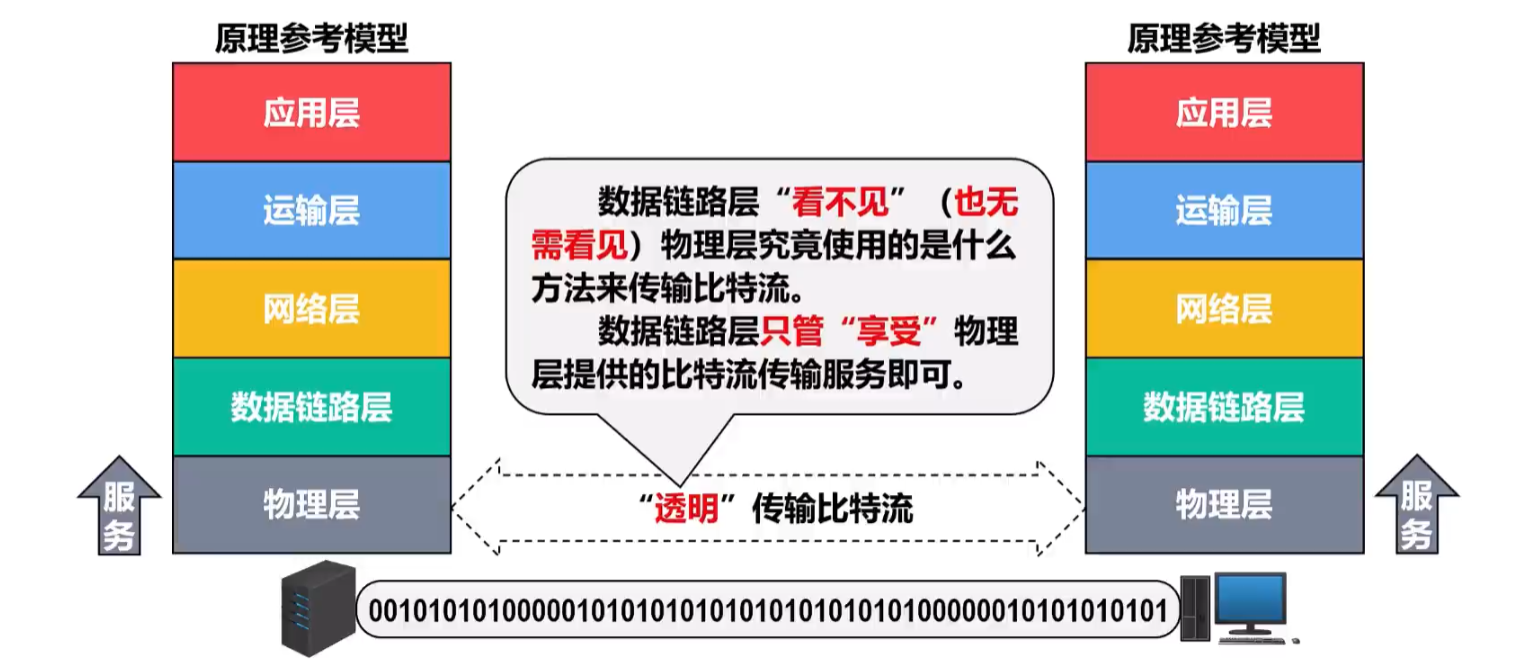 原理参考模型
应用层
运输层
网络层
数据链路层
物理层
服务
数据链路层“看不见”（也无
需看见）物理层究竟使用的是什么
方法来传输比特流。
数据链路层只管“享受”物理
层提供的比特流传输服务即可。
“透明”传输比特流
原理参考模型
应用层
运输层
网络层
数据链路层
物理层
服务